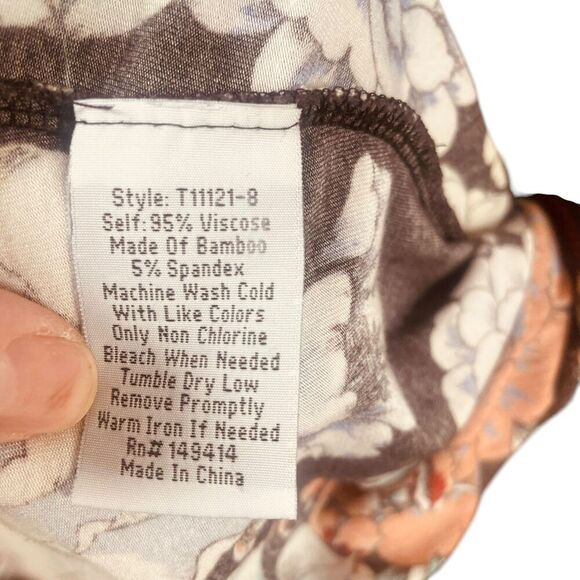 Style: T11121-8
Self: 95% Viscose
Made Of Bamboo
5% Spandex
Machine Wash Cold
With Like Colors
Only Non Chlorine
Bleach When Needed
Tumble Dry Low
Remove Promptly
Warm Iron If Needed
Rn# 149414
Made In China